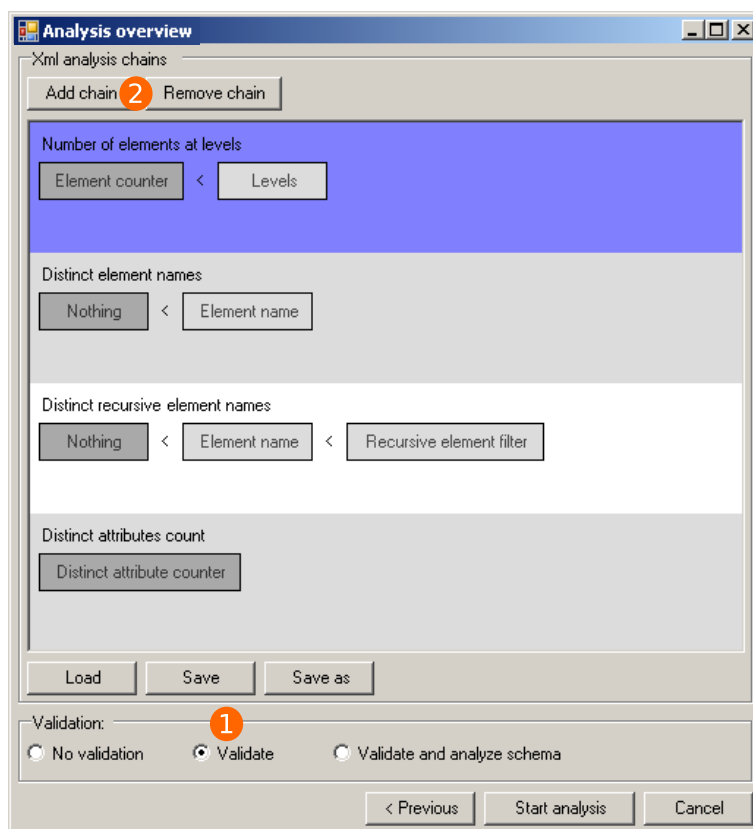 Analysis overview
Xml analysis chains
Add chain 2 Remove chain
Number of elements at levels
Element counter < Levels
Distinct element names
Nothing < Element name
Distinct recursive element names
Nothing < Element name < Recursive element filter
Distinct attributes count
Distinct attribute counter
Load Save Save as
Validation: 1
No validation Validate Validate and analyze schema
< Previous Start analysis Cancel